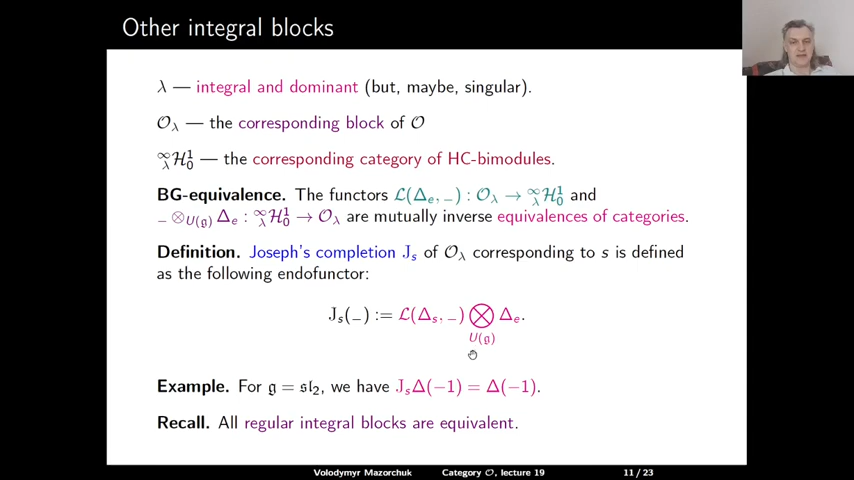 Other integral blocks
λ — integral and dominant (but, maybe, singular).
𝒪_λ — the corresponding block of 𝒪
^∞_λℋ^1_0 — the corresponding category of HC-bimodules.
BG-equivalence. The functors ℒ(Δ_e, −) : 𝒪_λ → ^∞_λℋ^1_0 and
− ⊗_{U(𝔤)} Δ_e : ^∞_λℋ^1_0 → 𝒪_λ are mutually inverse equivalences of categories.
Definition. Joseph's completion J_s of 𝒪_λ corresponding to s is defined
as the following endofunctor:
J_s(−) := ℒ(Δ_s, −) ⨂_{U(𝔤)} Δ_e.
Example. For 𝔤 = 𝔰𝔩_2, we have J_sΔ(−1) = Δ(−1).
Recall. All regular integral blocks are equivalent.
Volodymyr Mazorchuk Category 𝒪, lecture 19 11 / 23